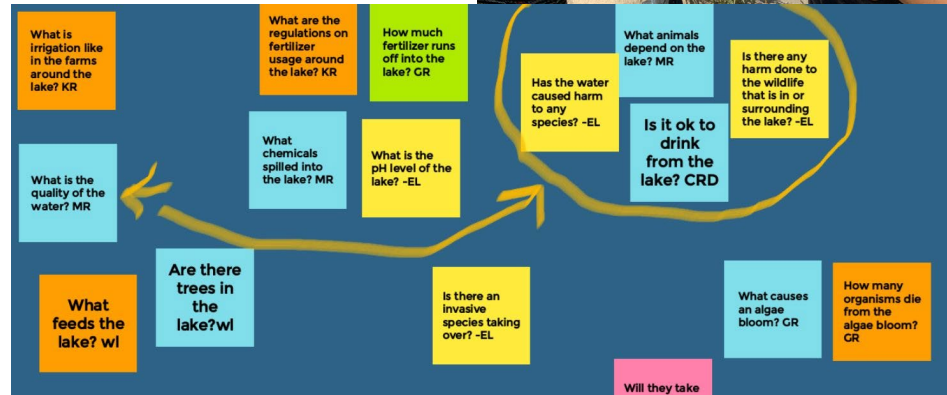 What is
irrigation like
in the farms
around the
lake? KR
What are the
regulations on
fertilizer
usage around
the lake? KR
How much
fertilizer runs
off into the
lake? GR
What animals
depend on the
lake? MR
Has the water
caused harm
to any
species? -EL
Is there any
harm done to
the wildlife
that is in or
surrounding
the lake? -EL
Is it ok to
drink
from the
lake? CRD
What
chemicals
spilled into
the lake? MR
What is the
pH level of the
lake? -EL
What is the
quality of the
water? MR
What
feeds the
lake? wl
Are there
trees in
the
lake?wl
Is there an
invasive
species taking
over? -EL
What causes
an algae
bloom? GR
How many
organisms die
from the
algae bloom?
GR
Will they take